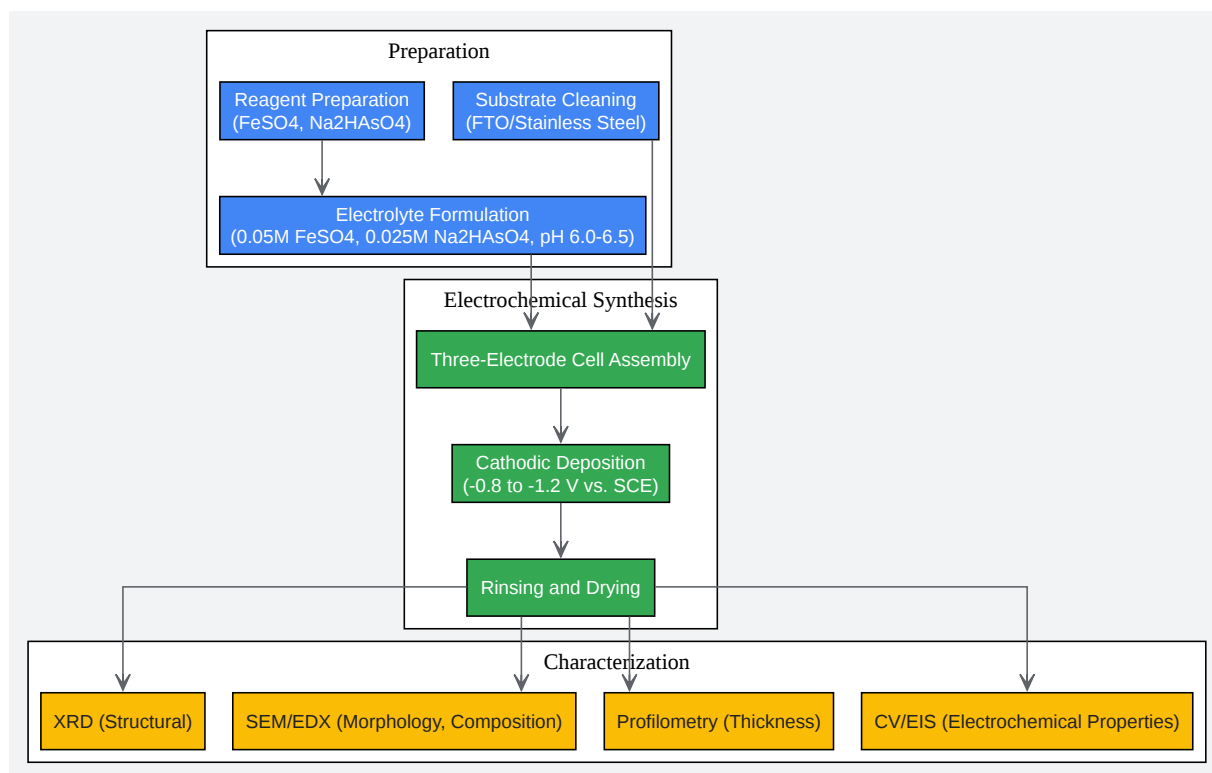 Preparation
Reagent Preparation
(FeSO4, Na2HAsO4)
Substrate Cleaning
(FTO/Stainless Steel)
Electrolyte Formulation
(0.05M FeSO4, 0.025M Na2HAsO4, pH 6.0-6.5)
Electrochemical Synthesis
Three-Electrode Cell Assembly
Cathodic Deposition
(-0.8 to -1.2 V vs. SCE)
Rinsing and Drying
Characterization
XRD (Structural)
SEM/EDX (Morphology, Composition)
Profilometry (Thickness)
CV/EIS (Electrochemical Properties)